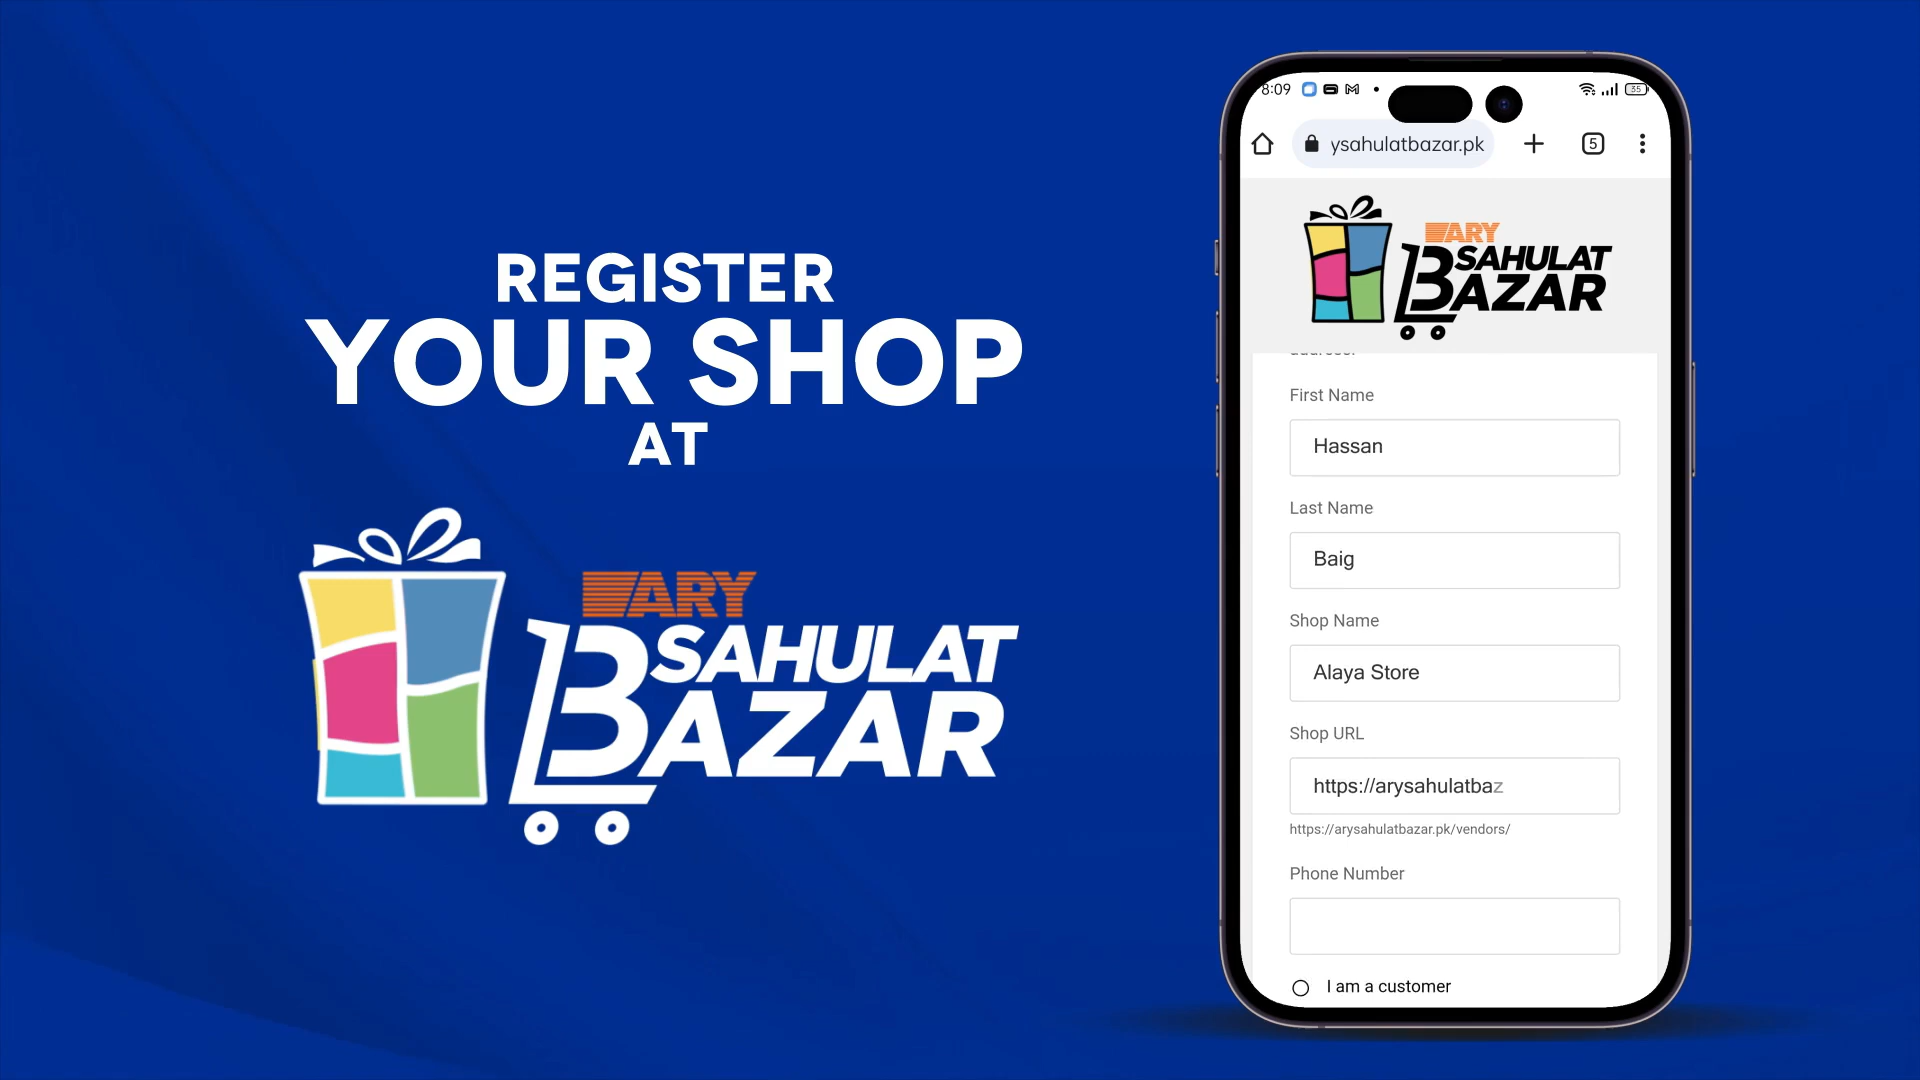 REGISTER
YOUR SHOP
AT
ARY
SAHULAT
BAZAR
8:09
35
ysahulatbazar.pk
5
ARY
SAHULAT
BAZAR
First Name
Hassan
Last Name
Baig
Shop Name
Alaya Store
Shop URL
https://arysahulatbaz
https://arysahulatbazar.pk/vendors/
Phone Number
I am a customer